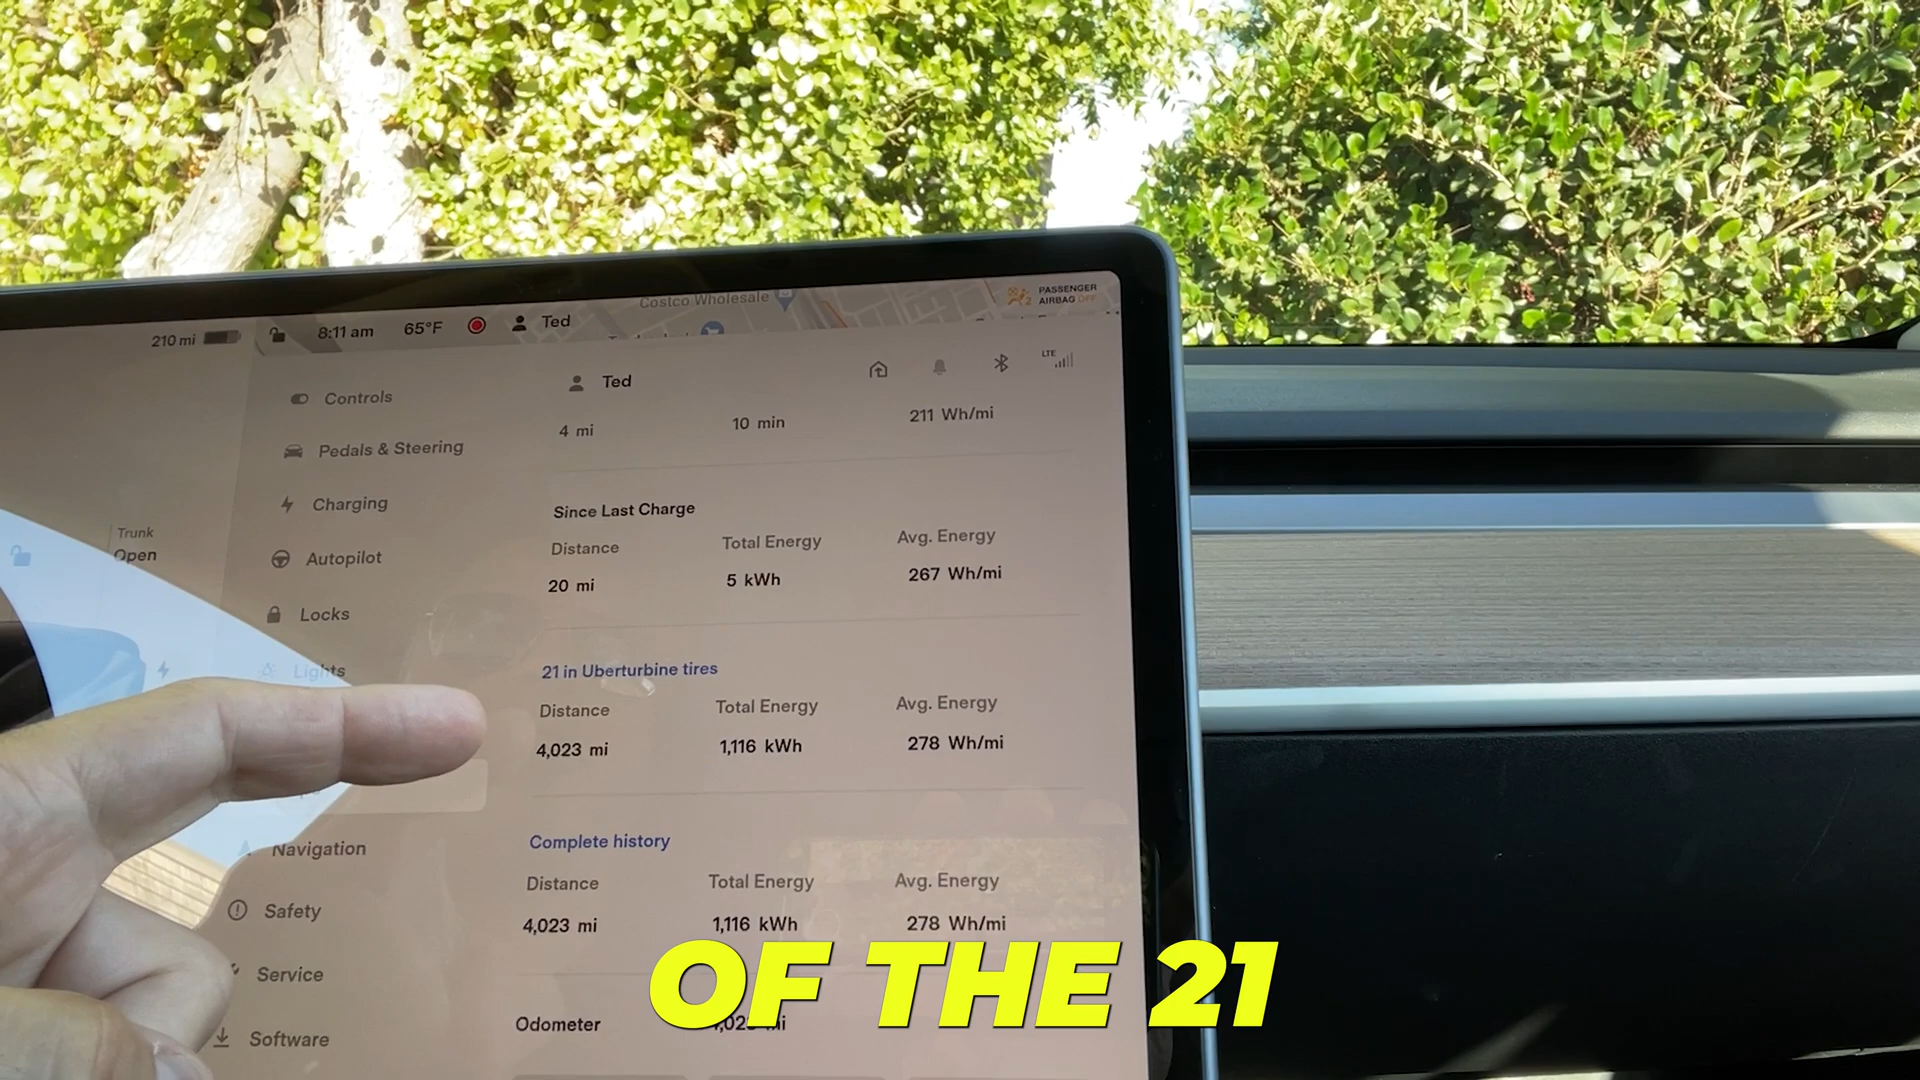 Costco Wholesale
PASSENGER
AIRBAG OFF
210 mi
8:11 am
65°F
Ted
LTE
Ted
Controls
4 mi
10 min
211 Wh/mi
Pedals & Steering
Charging
Since Last Charge
Distance
Total Energy
Avg. Energy
20 mi
5 kWh
267 Wh/mi
Trunk
Open
Autopilot
Locks
Lights
21 in Uberturbine tires
Distance
Total Energy
Avg. Energy
4,023 mi
1,116 kWh
278 Wh/mi
Navigation
Complete history
Distance
Total Energy
Avg. Energy
4,023 mi
1,116 kWh
278 Wh/mi
Safety
Service
Software
Odometer
OF THE 21